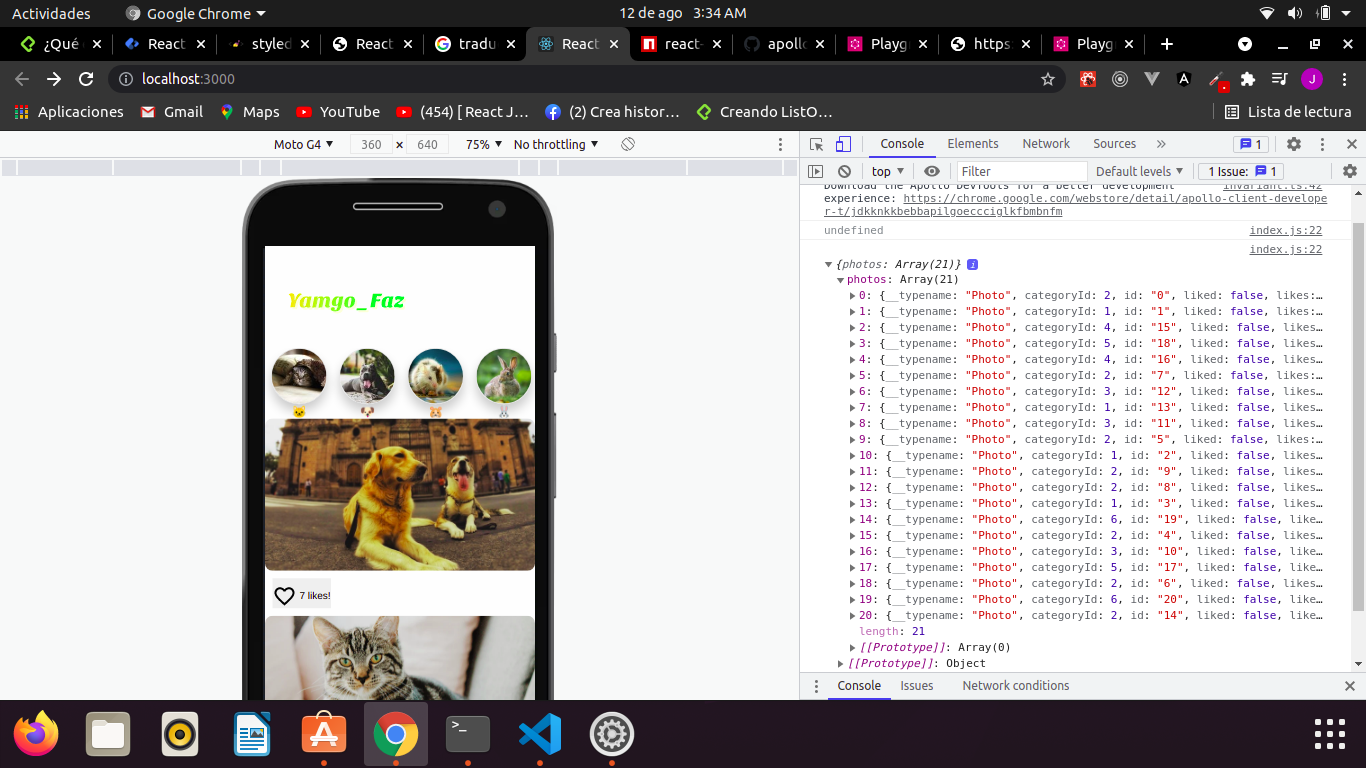 Actividades
Google Chrome
12 de ago 3:34 AM
¿Qué
React
styled
React
tradu
React
react-
apollo
Playg
https:
Playg
localhost:3000
J
Aplicaciones
Gmail
Maps
YouTube
(454) [ React J…
(2) Crea histor…
Creando ListO…
Lista de lectura
Moto G4 360 × 640 75% No throttling
Yamgo_Faz
7 likes!
Console Elements Network Sources » 1
top Filter Default levels 1 Issue: 1
Download the Apollo DevTools for a better development invariant.ts:42
experience: https://chrome.google.com/webstore/detail/apollo-client-develope
r-t/jdkknkkbebbapilgoecccigIkfbmbnfm
undefined index.js:22
index.js:22
{photos: Array(21)} i
photos: Array(21)
0: {__typename: "Photo", categoryId: 2, id: "0", liked: false, likes:…
1: {__typename: "Photo", categoryId: 1, id: "1", liked: false, likes:…
2: {__typename: "Photo", categoryId: 4, id: "15", liked: false, likes…
3: {__typename: "Photo", categoryId: 5, id: "18", liked: false, likes…
4: {__typename: "Photo", categoryId: 4, id: "16", liked: false, likes…
5: {__typename: "Photo", categoryId: 2, id: "7", liked: false, likes:…
6: {__typename: "Photo", categoryId: 3, id: "12", liked: false, likes…
7: {__typename: "Photo", categoryId: 1, id: "13", liked: false, likes…
8: {__typename: "Photo", categoryId: 3, id: "11", liked: false, likes…
9: {__typename: "Photo", categoryId: 2, id: "5", liked: false, likes:…
10: {__typename: "Photo", categoryId: 1, id: "2", liked: false, likes…
11: {__typename: "Photo", categoryId: 2, id: "9", liked: false, likes…
12: {__typename: "Photo", categoryId: 2, id: "8", liked: false, likes…
13: {__typename: "Photo", categoryId: 1, id: "3", liked: false, likes…
14: {__typename: "Photo", categoryId: 6, id: "19", liked: false, like…
15: {__typename: "Photo", categoryId: 2, id: "4", liked: false, likes…
16: {__typename: "Photo", categoryId: 3, id: "10", liked: false, like…
17: {__typename: "Photo", categoryId: 5, id: "17", liked: false, like…
18: {__typename: "Photo", categoryId: 2, id: "6", liked: false, likes…
19: {__typename: "Photo", categoryId: 6, id: "20", liked: false, like…
20: {__typename: "Photo", categoryId: 2, id: "14", liked: false, like…
length: 21
[[Prototype]]: Array(0)
[[Prototype]]: Object
Console Issues Network conditions
>_